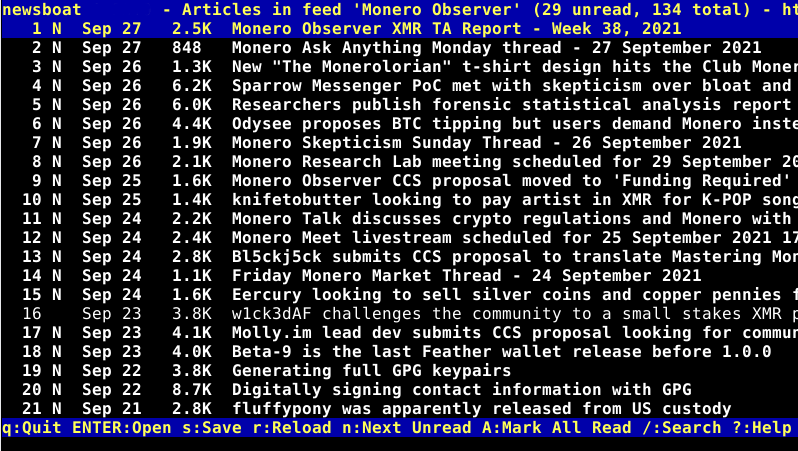 newsboat - Articles in feed 'Monero Observer' (29 unread, 134 total) - ht
1 N Sep 27 2.5K Monero Observer XMR TA Report - Week 38, 2021
2 N Sep 27 848 Monero Ask Anything Monday thread - 27 September 2021
3 N Sep 26 1.3K New "The Monerolorian" t-shirt design hits the Club Moner
4 N Sep 26 6.2K Sparrow Messenger PoC met with skepticism over bloat and
5 N Sep 26 6.0K Researchers publish forensic statistical analysis report
6 N Sep 26 4.4K Odysee proposes BTC tipping but users demand Monero inste
7 N Sep 26 1.9K Monero Skepticism Sunday Thread - 26 September 2021
8 N Sep 26 2.1K Monero Research Lab meeting scheduled for 29 September 20
9 N Sep 25 1.6K Monero Observer CCS proposal moved to 'Funding Required'
10 N Sep 25 1.4K knifetobutter looking to pay artist in XMR for K-POP song
11 N Sep 24 2.2K Monero Talk discusses crypto regulations and Monero with
12 N Sep 24 2.4K Monero Meet livestream scheduled for 25 September 2021 17
13 N Sep 24 2.8K Bl5ckj5ck submits CCS proposal to translate Mastering Mon
14 N Sep 24 1.1K Friday Monero Market Thread - 24 September 2021
15 N Sep 24 1.6K Eercury looking to sell silver coins and copper pennies f
16 Sep 23 3.8K w1ck3dAF challenges the community to a small stakes XMR p
17 N Sep 23 4.1K Molly.im lead dev submits CCS proposal looking for commun
18 N Sep 23 4.0K Beta-9 is the last Feather wallet release before 1.0.0
19 N Sep 22 3.8K Generating full GPG keypairs
20 N Sep 22 8.7K Digitally signing contact information with GPG
21 N Sep 21 2.8K fluffypony was apparently released from US custody
q:Quit ENTER:Open s:Save r:Reload n:Next Unread A:Mark All Read /:Search ?:Help